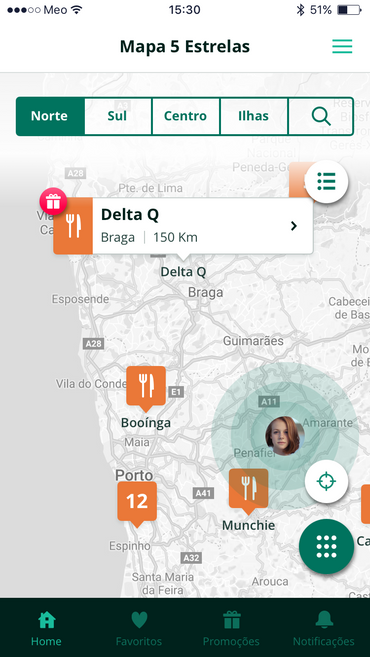 Meo 15:30 51%
Mapa 5 Estrelas
Norte Sul Centro Ilhas
A28
Pte. de Lima
Peneda-G
Delta Q
Braga | 150 Km
Delta Q
Braga
Esposende
Cabecei
de Bas
A28
Guimarães
Vila do Conde
E1
A11
Amarante
Booínga
Maia
Penafiel
Porto
12
A41
Munchie
Ca
Espinho
A32
Santa Maria
da Feira
Arouca
Home Favoritos Promoções Notificações